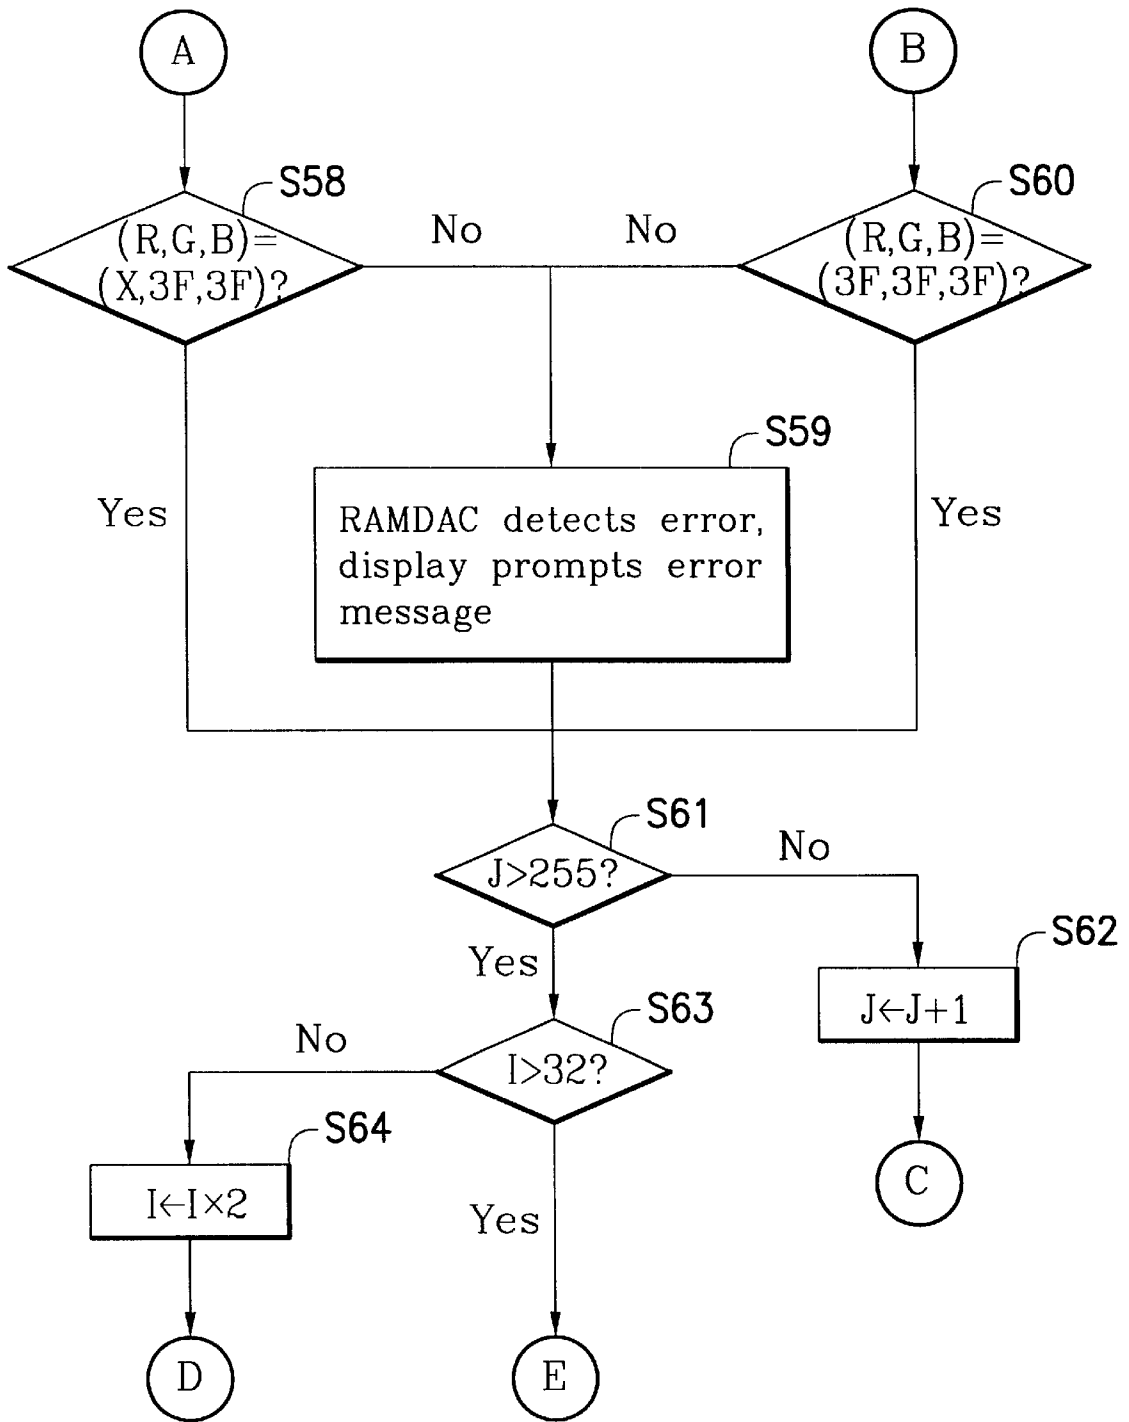 A
B
S58
S60
(R,G,B)=
(X,3F,3F)?
No
No
(R,G,B)=
(3F,3F,3F)?
S59
Yes
RAMDAC detects error,
display prompts error
message
Yes
S61
J>255?
No
Yes
S62
J←J+1
S63
No
I>32?
S64
I←I×2
Yes
C
D
E